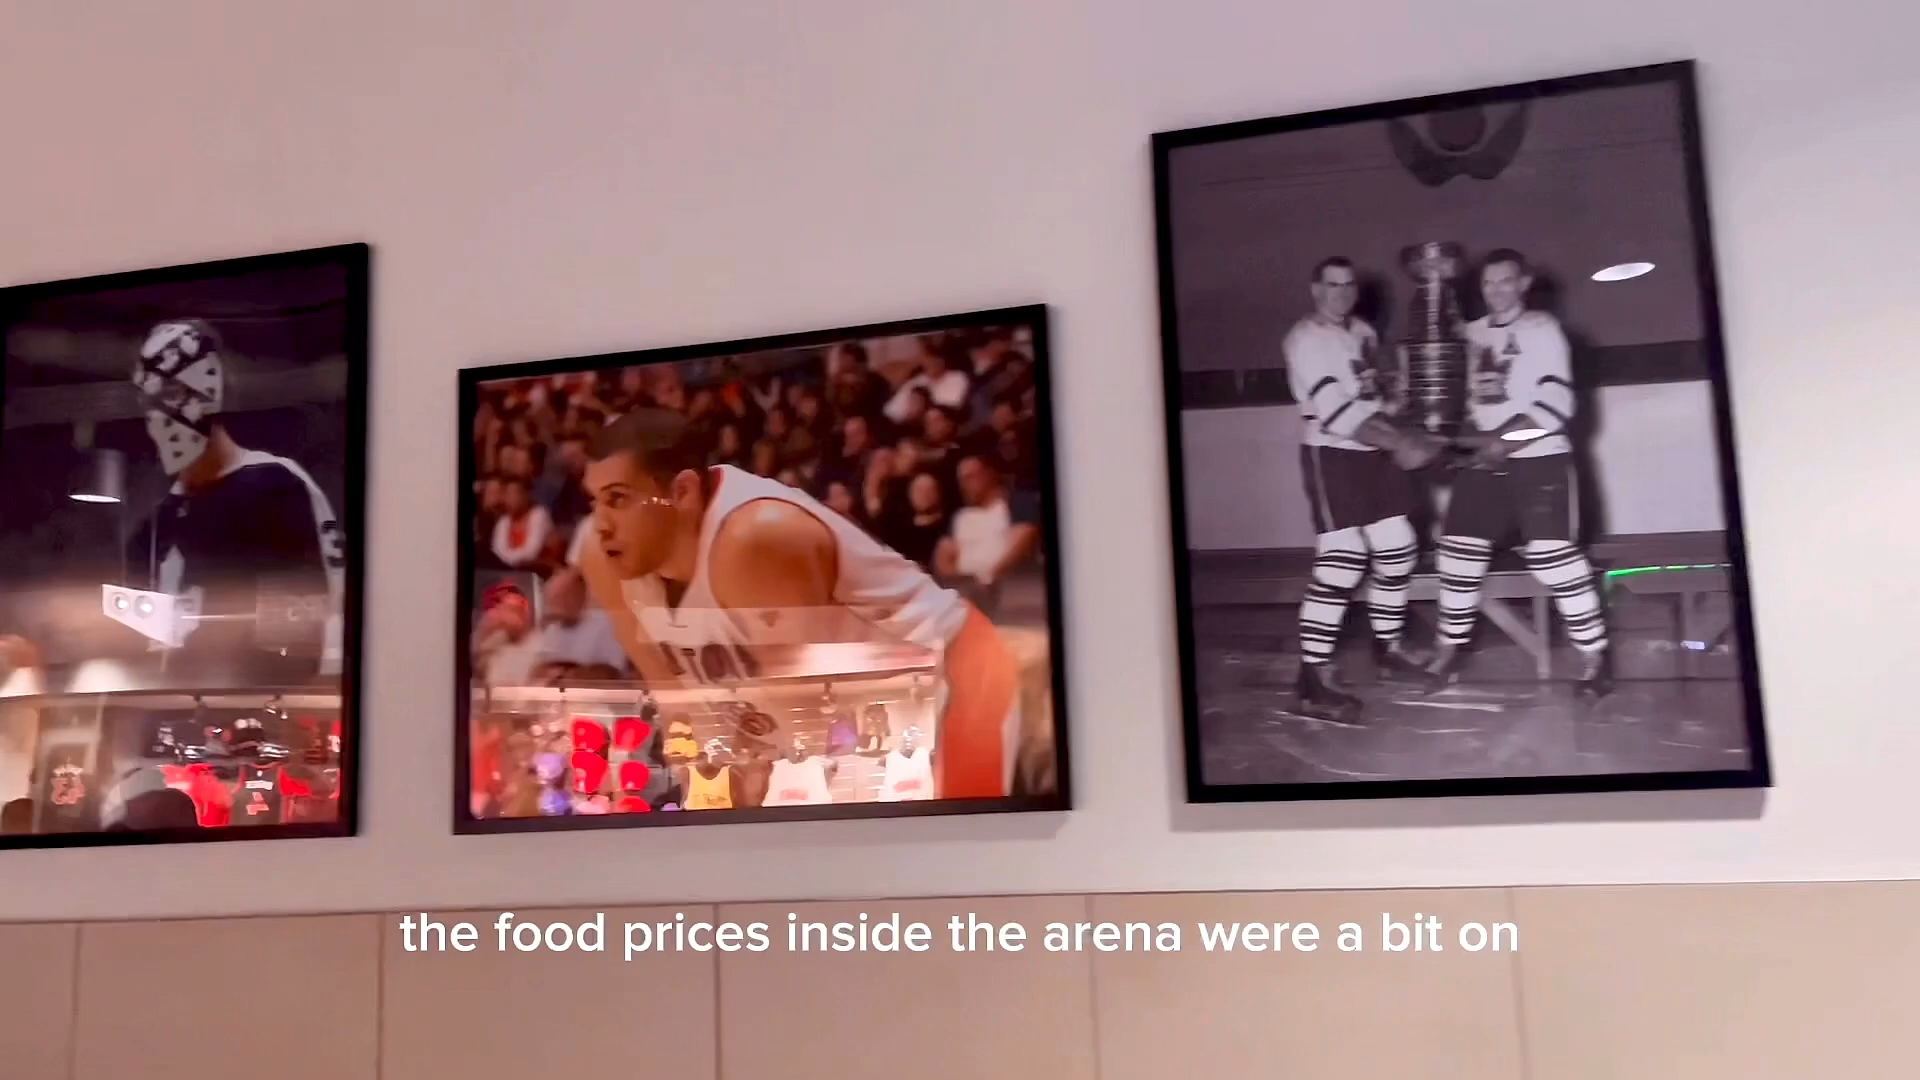 the food prices inside the arena were a bit on